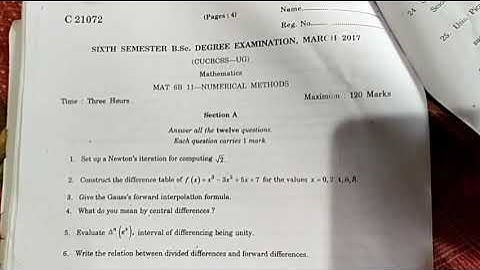 C 21072
(Pages : 4)
Name
Reg. No.
SIXTH SEMESTER B.Sc. DEGREE EXAMINATION, MARCH 2017
(CUCBCSS—UG)
Mathematics
MAT 6B 11—NUMERICAL METHODS
Time : Three Hours
Maximum : 120 Marks
Section A
Answer all the twelve questions.
Each question carries 1 mark.
1. Set up a Newton's iteration for computing √2.
2. Construct the difference table of f(x) = x³ – 3x² + 5x + 7 for the values x = 0, 2, 4, 6, 8.
3. Give the Gauss's forward interpolation formula.
4. What do you mean by central differences ?
5. Evaluate Δⁿ (eˣ), interval of differencing being unity.
6. Write the relation between divided differences and forward differences.
24
25.